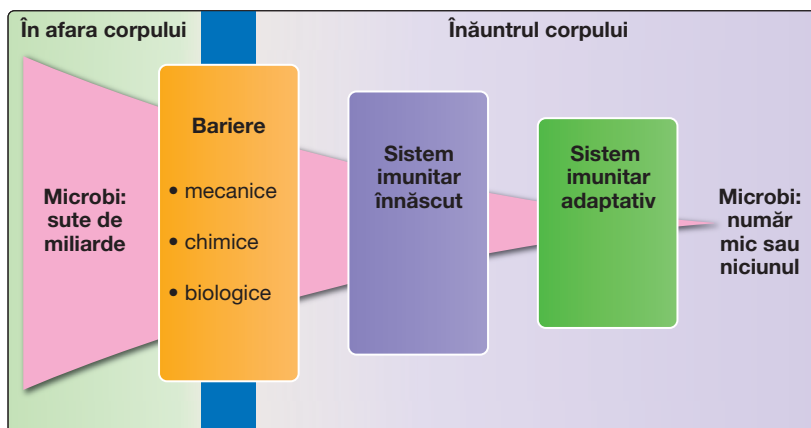 În afara corpului
Înăuntrul corpului
Microbi:
sute de
miliarde
Bariere
• mecanice
• chimice
• biologice
Sistem
imunitar
înnăscut
Sistem
imunitar
adaptativ
Microbi:
număr
mic sau
niciunul